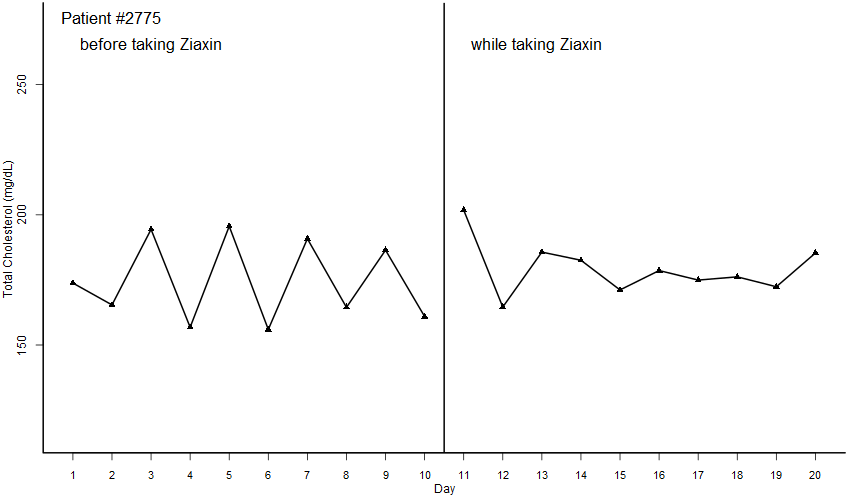 Patient #2775
before taking Ziaxin
while taking Ziaxin
Total Cholesterol (mg/dL)
250
200
150
1 2 3 4 5 6 7 8 9 10 11 12 13 14 15 16 17 18 19 20
Day